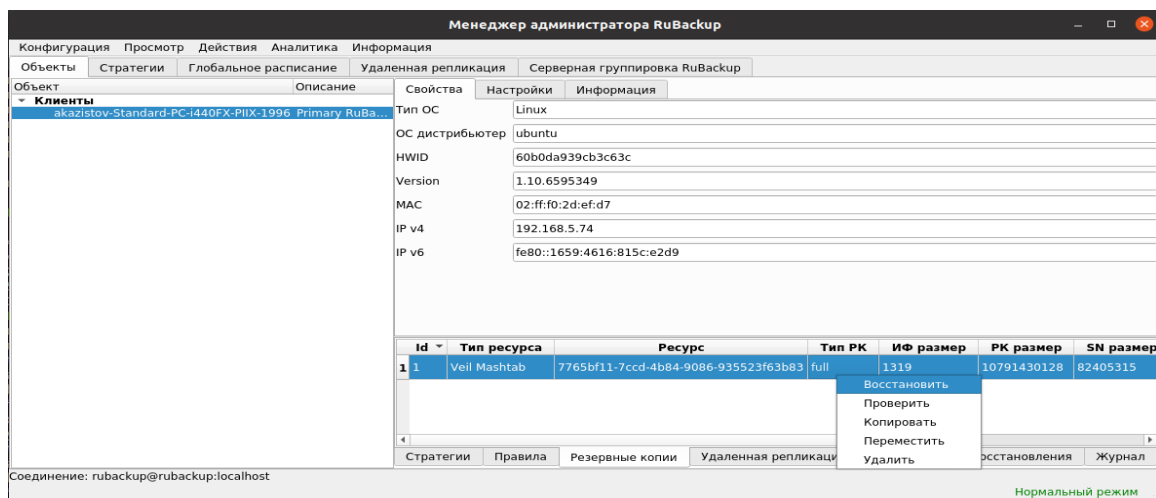 Менеджер администратора RuBackup
Конфигурация Просмотр Действия Аналитика Информация
Объекты Стратегии Глобальное расписание Удаленная репликация Серверная группировка RuBackup
Объект Описание
Клиенты
akazistov-Standard-PC-i440FX-PIIX-1996 Primary RuBa...
Свойства Настройки Информация
Тип ОС Linux
ОС дистрибьютер ubuntu
HWID 60b0da939cb3c63c
Version 1.10.6595349
MAC 02:ff:f0:2d:ef:d7
IP v4 192.168.5.74
IP v6 fe80::1659:4616:815c:e2d9
Id Тип ресурса Ресурс Тип РК ИФ размер РК размер SN размер
1 1 Veil Mashtab 7765bf11-7ccd-4b84-9086-935523f63b83 full 1319 10791430128 82405315
Восстановить
Проверить
Копировать
Переместить
Удалить
Стратегии Правила Резервные копии Удаленная репликаци осстановления Журнал
Соединение: rubackup@rubackup:localhost
Нормальный режим